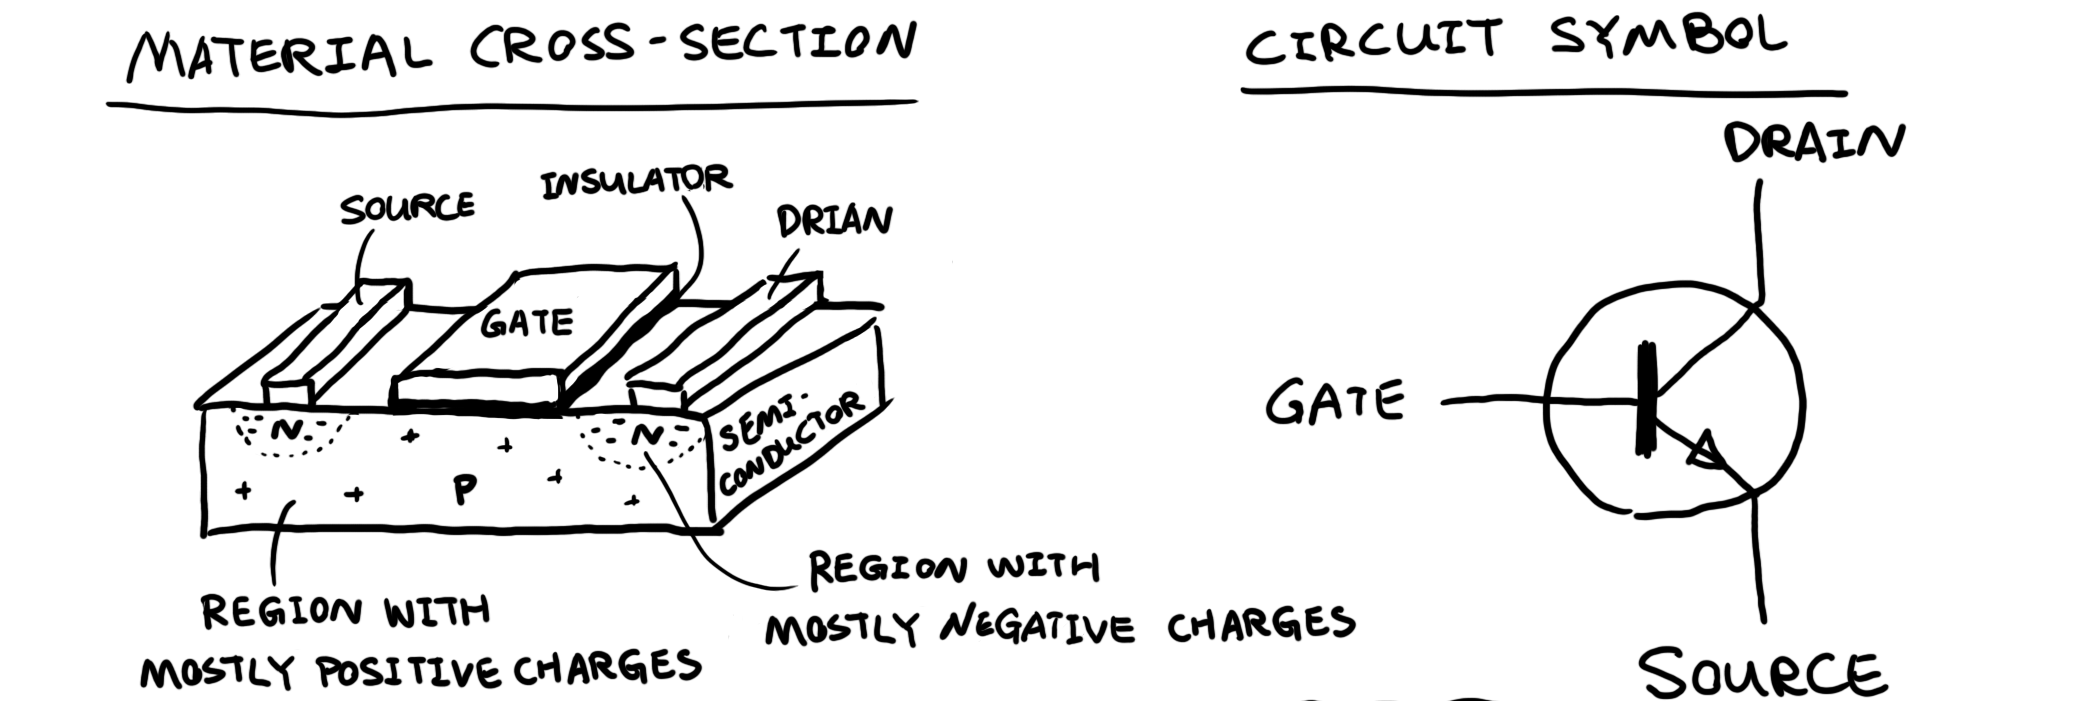 MATERIAL CROSS-SECTION
SOURCE
INSULATOR
DRIAN
GATE
N
N
P
SEMI-
CONDUCTOR
REGION WITH
MOSTLY POSITIVE CHARGES
REGION WITH
MOSTLY NEGATIVE CHARGES
CIRCUIT SYMBOL
DRAIN
GATE
SOURCE